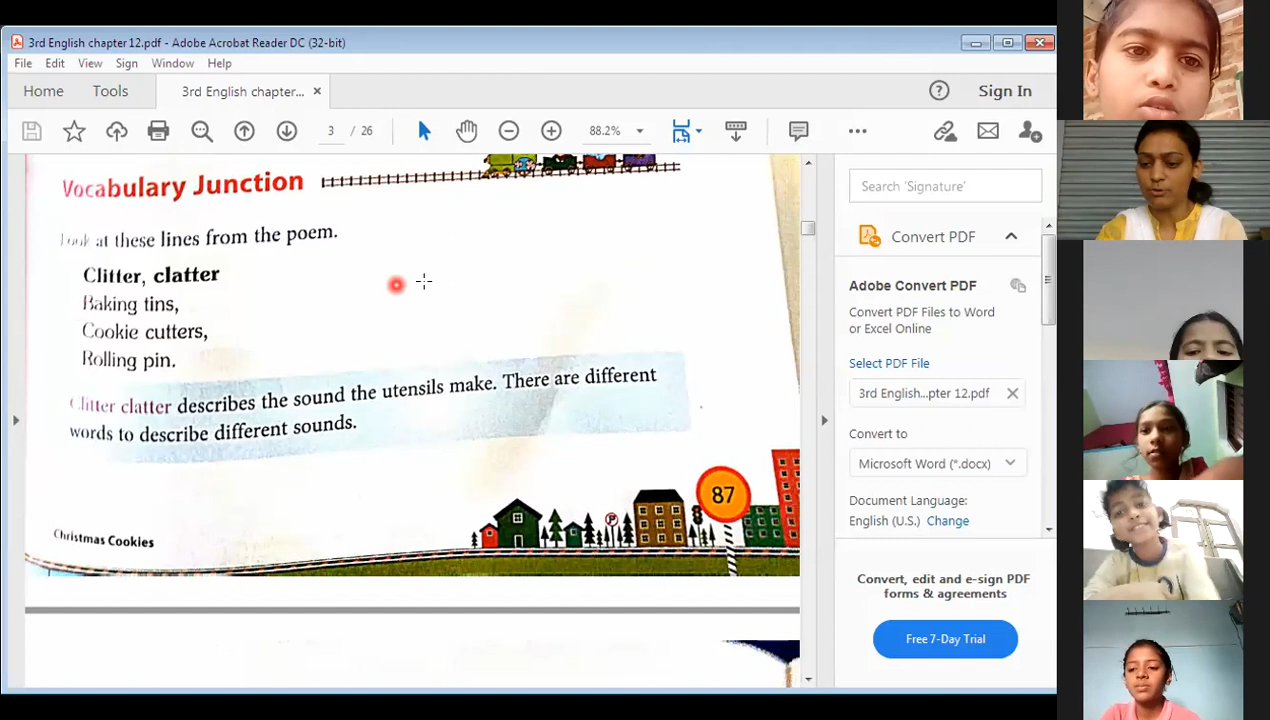 3rd English chapter 12.pdf - Adobe Acrobat Reader DC (32-bit)
File Edit View Sign Window Help
Home Tools 3rd English chapter... × Sign In
3 / 26 88.2%
Vocabulary Junction
Look at these lines from the poem.
Clitter, clatter
Baking tins,
Cookie cutters,
Rolling pin.
Clitter clatter describes the sound the utensils make. There are different
words to describe different sounds.
P
8
87
Christmas Cookies
Search 'Signature'
Convert PDF
Adobe Convert PDF
Convert PDF Files to Word
or Excel Online
Select PDF File
3rd English...pter 12.pdf
Convert to
Microsoft Word (*.docx)
Document Language:
English (U.S.) Change
Convert, edit and e-sign PDF
forms & agreements
Free 7-Day Trial